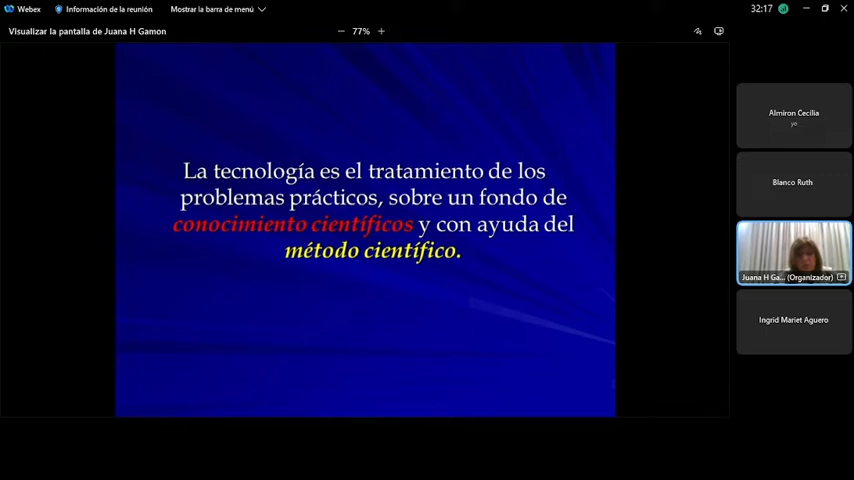 Webex
Información de la reunión
Mostrar la barra de menú
32:17
Visualizar la pantalla de Juana H Gamon
77%
La tecnología es el tratamiento de los
problemas prácticos, sobre un fondo de
conocimiento científicos y con ayuda del
método científico.
Almiron Cecilia
yo
Blanco Ruth
Juana H Ga... (Organizador)
Ingrid Mariet Aguero